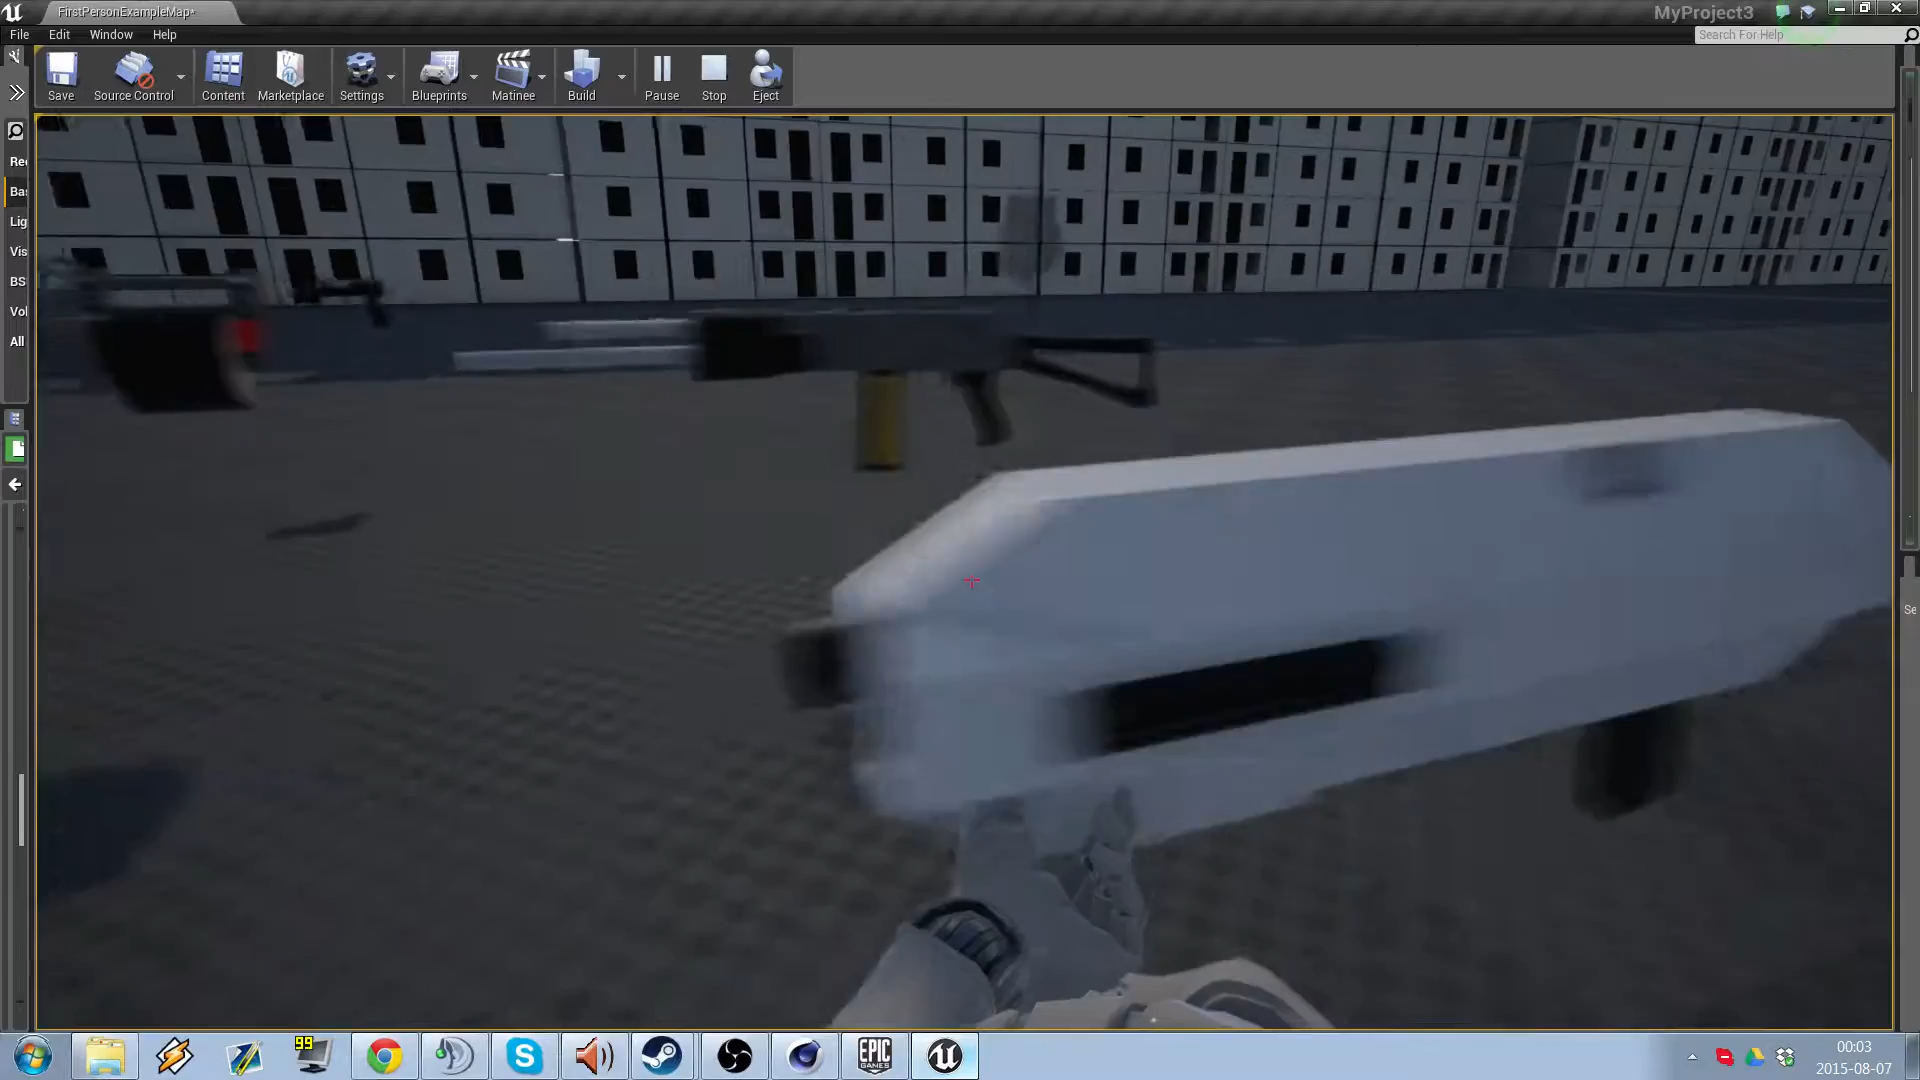 FirstPersonExampleMap*
MyProject3
File Edit Window Help
Search For Help
Save Source Control Content Marketplace Settings Blueprints Matinee Build Pause Stop Eject
Rec
Bas
Lig
Vis
BS
Vol
All
Se
99
EPIC
GAMES
00:03
2015-08-07